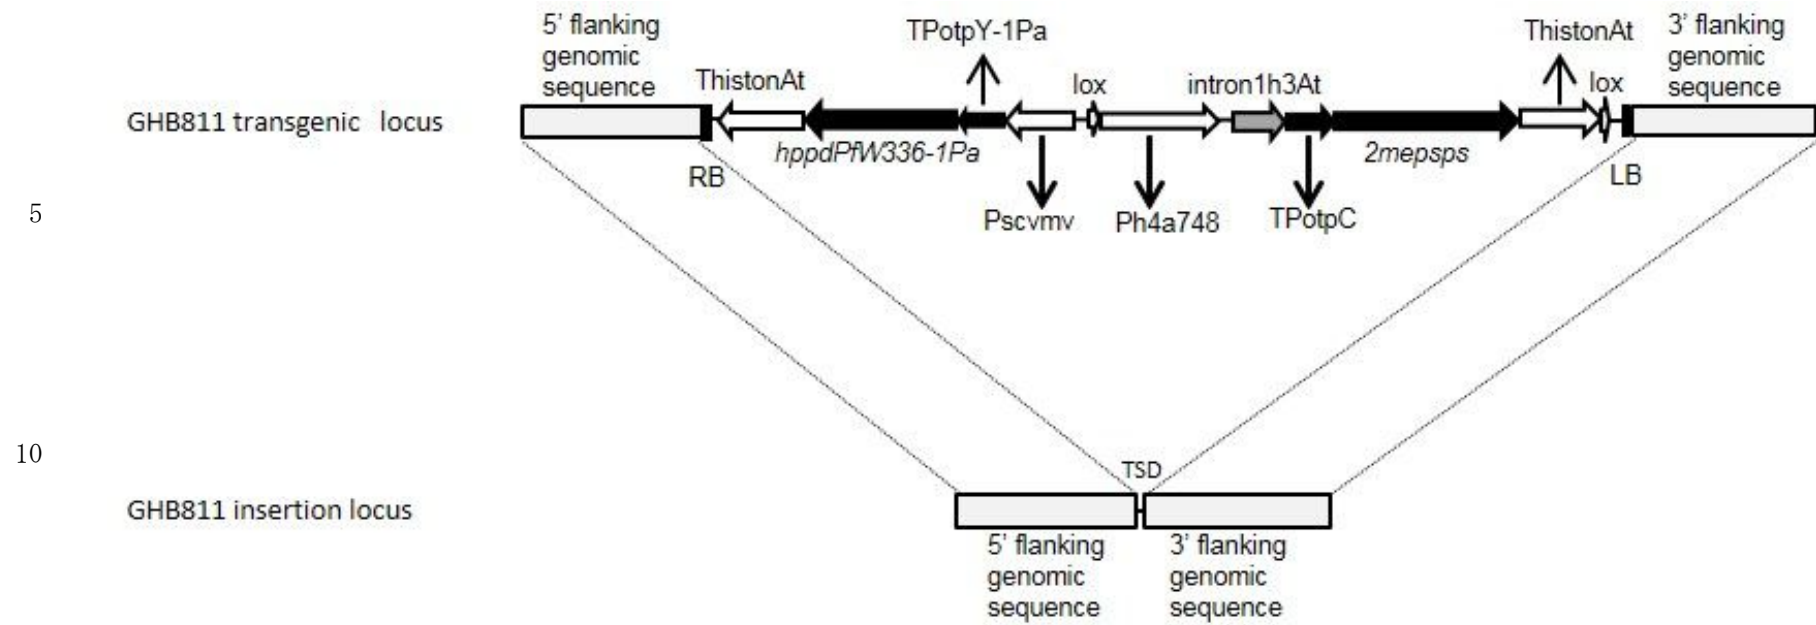 5' flanking
genomic
sequence
TPotpY-1Pa
ThistonAt
3' flanking
genomic
sequence
ThistonAt
lox
intron1h3At
lox
GHB811 transgenic locus
hppdPfW336-1Pa
2mepsps
RB
LB
5
Pscvmv
Ph4a748
TPotpC
10
TSD
GHB811 insertion locus
5' flanking
genomic
sequence
3' flanking
genomic
sequence